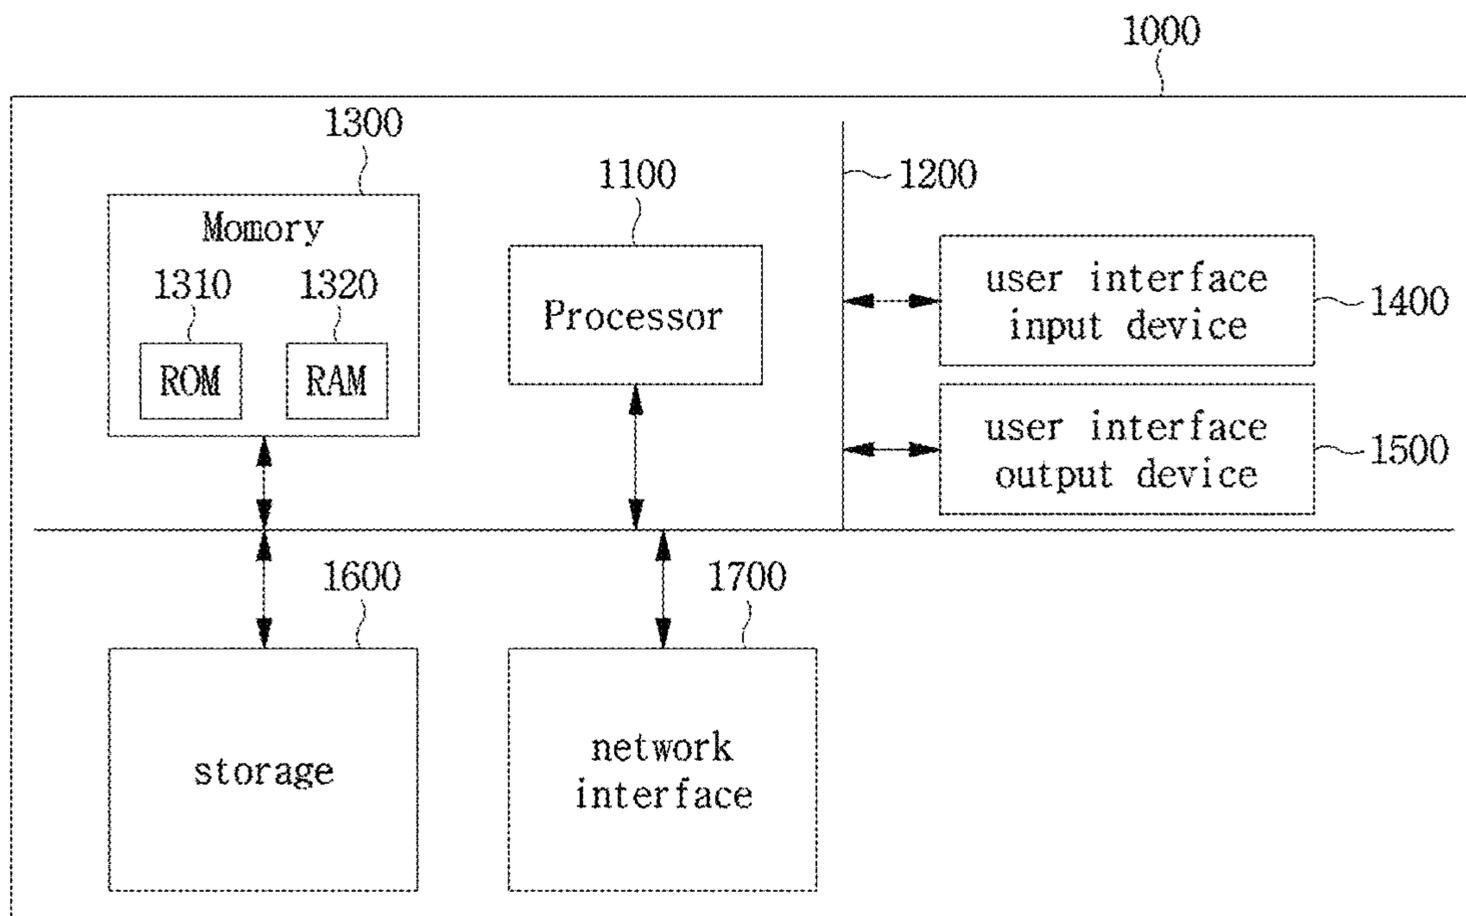 1000
1300
1100
1200
Momory
1310
1320
ROM
RAM
Processor
user interface
input device
1400
user interface
output device
1500
1600
1700
storage
network
interface